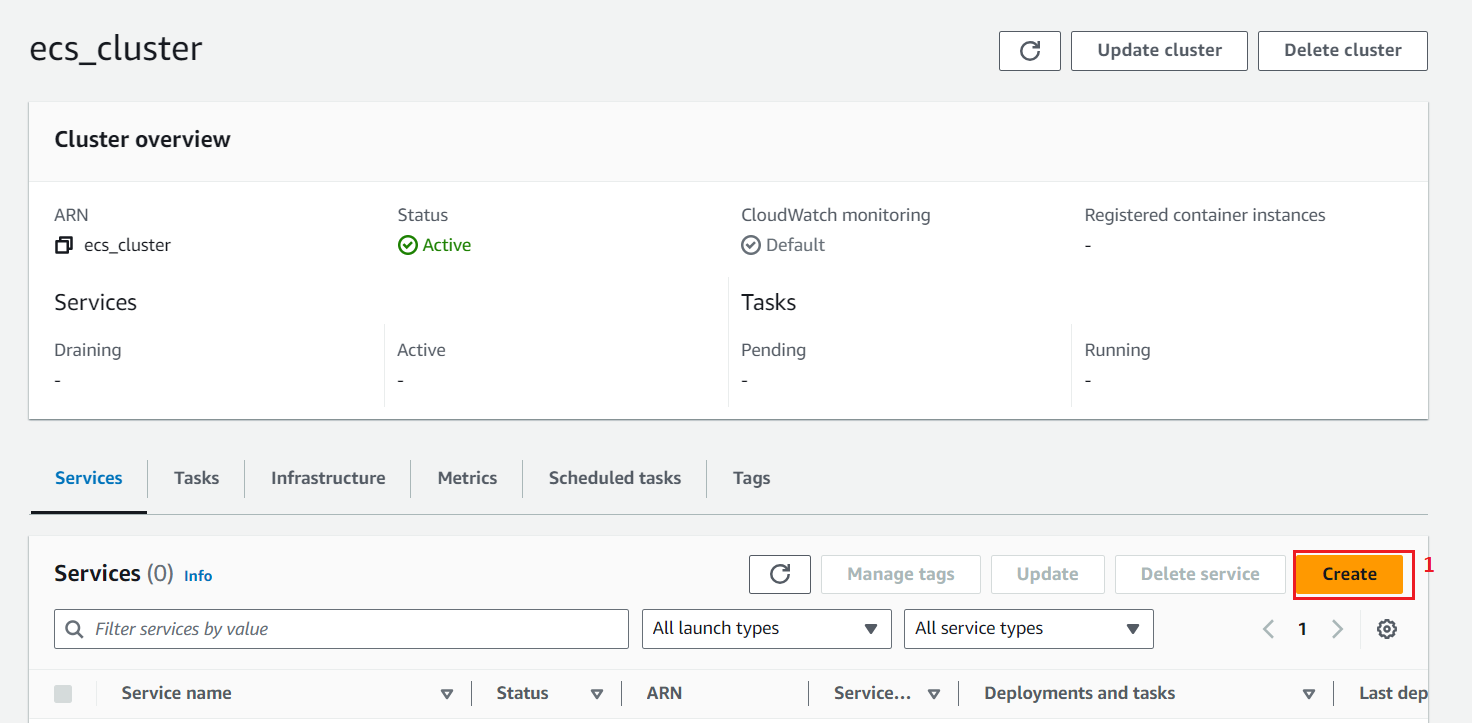 ecs_cluster
Update cluster
Delete cluster
Cluster overview
ARN
Status
CloudWatch monitoring
Registered container instances
ecs_cluster
Active
Default
-
Services
Tasks
Draining
Active
Pending
Running
-
-
-
-
Services
Tasks
Infrastructure
Metrics
Scheduled tasks
Tags
Services (0) Info
Manage tags
Update
Delete service
Create
1
Filter services by value
All launch types
All service types
1
Service name
Status
ARN
Service...
Deployments and tasks
Last dep